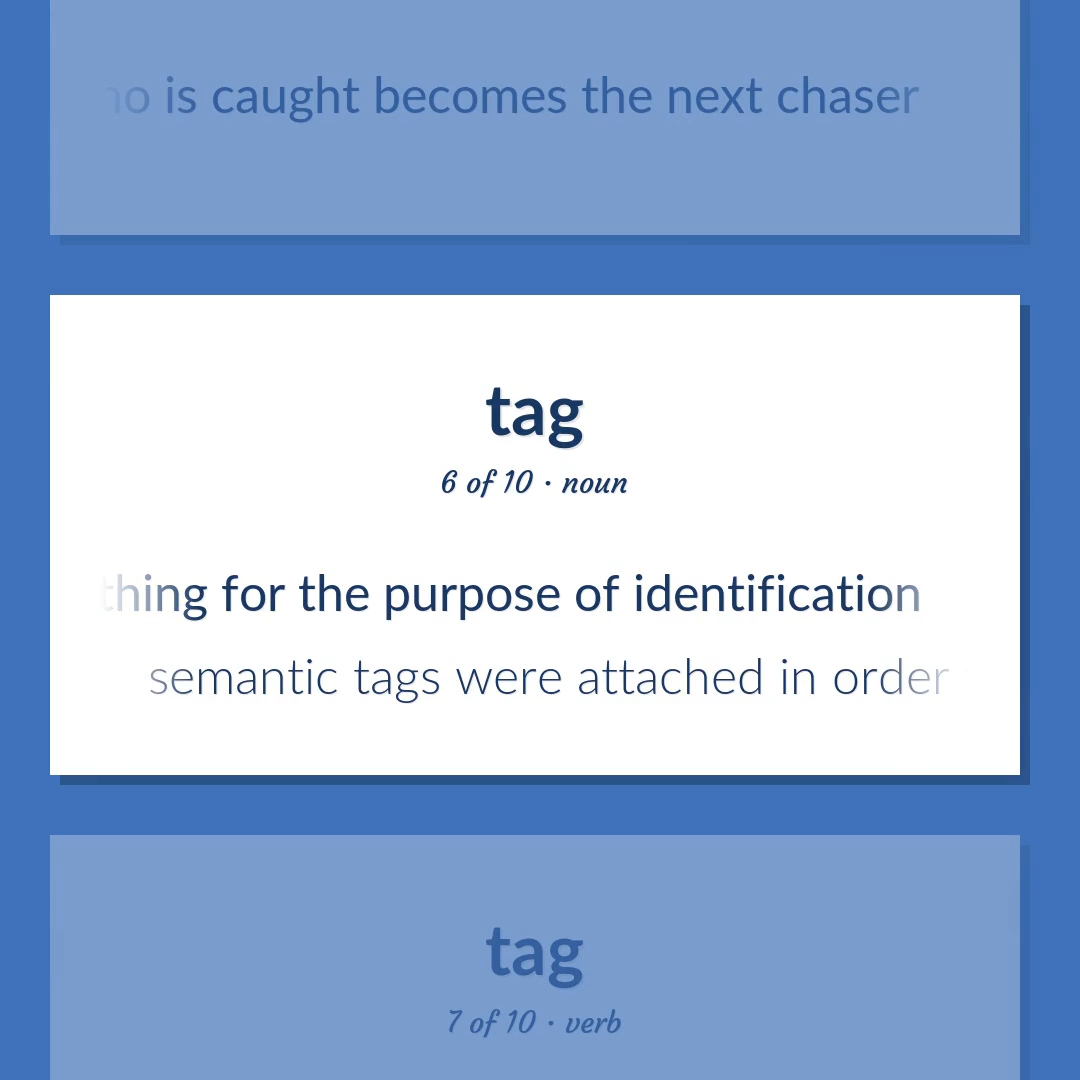 is caught becomes the next chaser
tag
6 of 10 · noun
thing for the purpose of identification
semantic tags were attached in order
tag
7 of 10 · verb